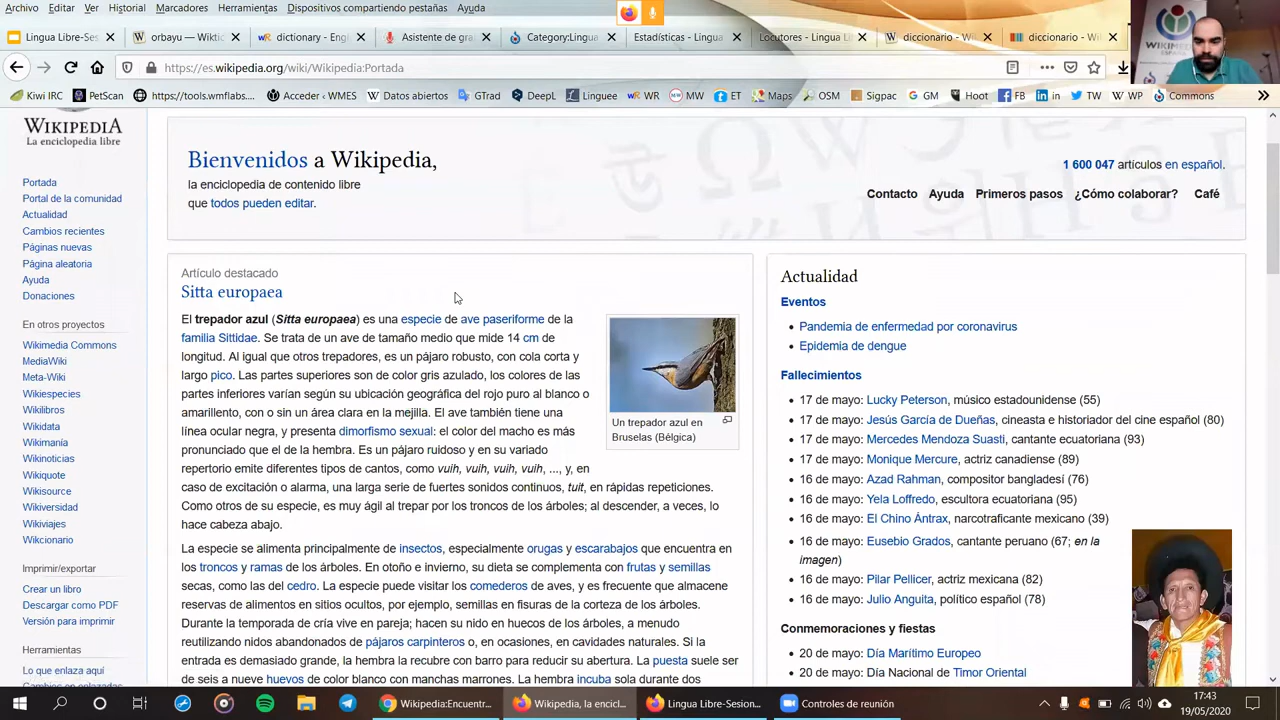 Archivo Editar Ver Historial Marcadores Herramientas Dispositivos compartiendo pestañas Ayuda
Lingua Libre-Ses orbayu — Wiktic dictionary - Engl Asistente de gra Category:Lingua Estadísticas - Lingua Locutores - Lingua Li diccionario — Wi diccionario - Wi
WIKIMEDIA
https://es.wikipedia.org/wiki/Wikipedia:Portada
Kiwi IRC PetScan https://tools.wmflabs... Acceder · WMES Datos abiertos GTrad DeepL Linguee WR MW ET Maps OSM Sigpac GM Hoot FB in TW WP Commons
WIKIPEDIA
La enciclopedia libre
Portada
Portal de la comunidad
Actualidad
Cambios recientes
Páginas nuevas
Página aleatoria
Ayuda
Donaciones
En otros proyectos
Wikimedia Commons
MediaWiki
Meta-Wiki
Wikiespecies
Wikilibros
Wikidata
Wikimanía
Wikinoticias
Wikiquote
Wikisource
Wikiversidad
Wikiviajes
Wikcionario
Imprimir/exportar
Crear un libro
Descargar como PDF
Versión para imprimir
Herramientas
Lo que enlaza aquí
Cambios en enlazadas
Bienvenidos a Wikipedia,
la enciclopedia de contenido libre
que todos pueden editar.
1 600 047 artículos en español.
Contacto Ayuda Primeros pasos ¿Cómo colaborar? Café
Artículo destacado
Sitta europaea
El trepador azul (Sitta europaea) es una especie de ave paseriforme de la
familia Sittidae. Se trata de un ave de tamaño medio que mide 14 cm de
longitud. Al igual que otros trepadores, es un pájaro robusto, con cola corta y
largo pico. Las partes superiores son de color gris azulado, los colores de las
partes inferiores varían según su ubicación geográfica del rojo puro al blanco o
amarillento, con o sin un área clara en la mejilla. El ave también tiene una
línea ocular negra, y presenta dimorfismo sexual: el color del macho es más
pronunciado que el de la hembra. Es un pájaro ruidoso y en su variado
repertorio emite diferentes tipos de cantos, como vuih, vuih, vuih, vuih, ..., y, en
caso de excitación o alarma, una larga serie de fuertes sonidos continuos, tuit, en rápidas repeticiones.
Como otros de su especie, es muy ágil al trepar por los troncos de los árboles; al descender, a veces, lo
hace cabeza abajo.
Un trepador azul en
Bruselas (Bélgica)
La especie se alimenta principalmente de insectos, especialmente orugas y escarabajos que encuentra en
los troncos y ramas de los árboles. En otoño e invierno, su dieta se complementa con frutas y semillas
secas, como las del cedro. La especie puede visitar los comederos de aves, y es frecuente que almacene
reservas de alimentos en sitios ocultos, por ejemplo, semillas en fisuras de la corteza de los árboles.
Durante la temporada de cría vive en pareja; hacen su nido en huecos de los árboles, a menudo
reutilizando nidos abandonados de pájaros carpinteros o, en ocasiones, en cavidades naturales. Si la
entrada es demasiado grande, la hembra la recubre con barro para reducir su abertura. La puesta suele ser
de seis a nueve huevos de color blanco con manchas marrones. La hembra incuba sola durante dos
Actualidad
Eventos
Pandemia de enfermedad por coronavirus
Epidemia de dengue
Fallecimientos
17 de mayo: Lucky Peterson, músico estadounidense (55)
17 de mayo: Jesús García de Dueñas, cineasta e historiador del cine español (80)
17 de mayo: Mercedes Mendoza Suasti, cantante ecuatoriana (93)
17 de mayo: Monique Mercure, actriz canadiense (89)
16 de mayo: Azad Rahman, compositor bangladesí (76)
16 de mayo: Yela Loffredo, escultora ecuatoriana (95)
16 de mayo: El Chino Ántrax, narcotraficante mexicano (39)
16 de mayo: Eusebio Grados, cantante peruano (67; en la
imagen)
16 de mayo: Pilar Pellicer, actriz mexicana (82)
16 de mayo: Julio Anguita, político español (78)
Conmemoraciones y fiestas
20 de mayo: Día Marítimo Europeo
20 de mayo: Día Nacional de Timor Oriental
Wikipedia:Encuentr... Wikipedia, la encicl... Lingua Libre-Sesion... Controles de reunión
17:43
19/05/2020